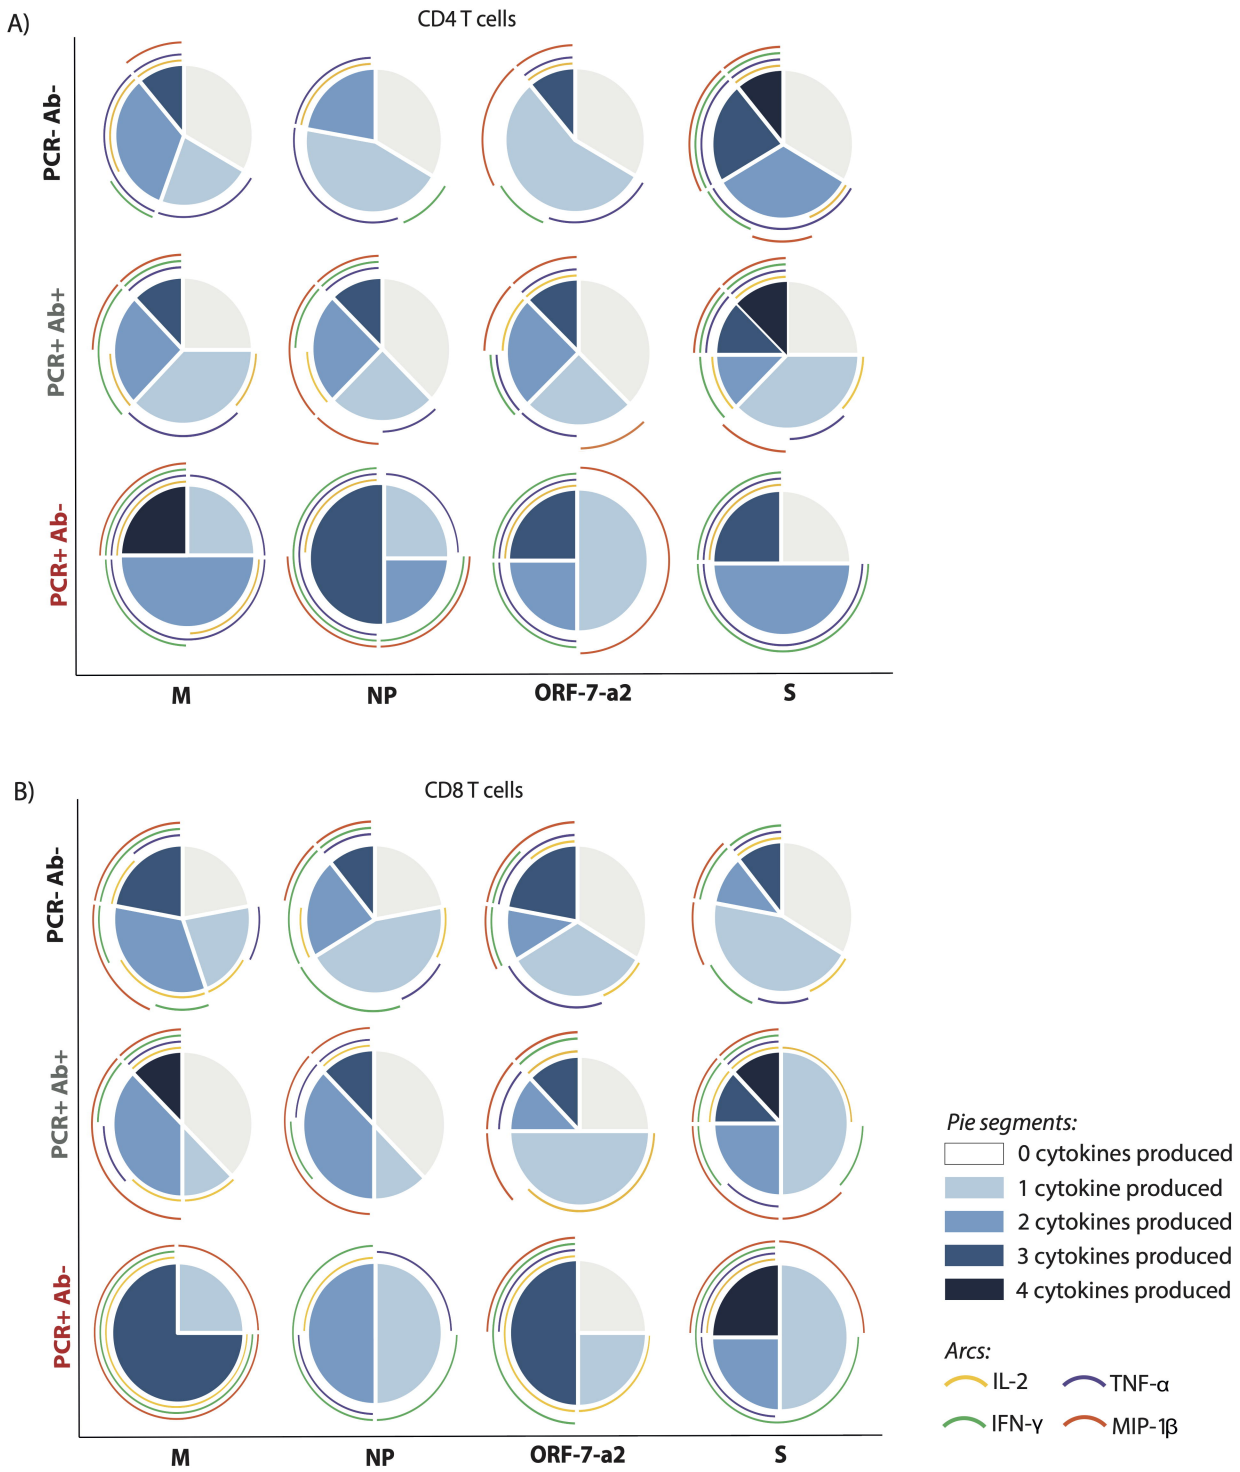 A)
CD4 T cells
PCR- Ab-
PCR+ Ab+
PCR+ Ab-
M
NP
ORF-7-a2
S
B)
CD8 T cells
PCR- Ab-
PCR+ Ab+
PCR+ Ab-
M
NP
ORF-7-a2
S
Pie segments:
0 cytokines produced
1 cytokine produced
2 cytokines produced
3 cytokines produced
4 cytokines produced
Arcs:
IL-2
TNF-α
IFN-γ
MIP-1β